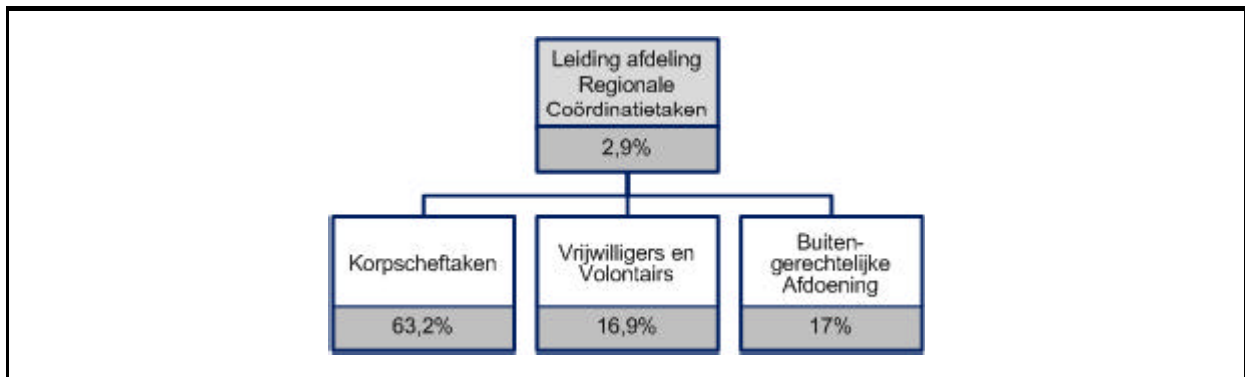 Leiding afdeling
Regionale
Coördinatietaken
2,9%
Korpscheftaken
63,2%
Vrijwilligers en
Volontairs
16,9%
Buiten-
gerechtelijke
Afdoening
17%